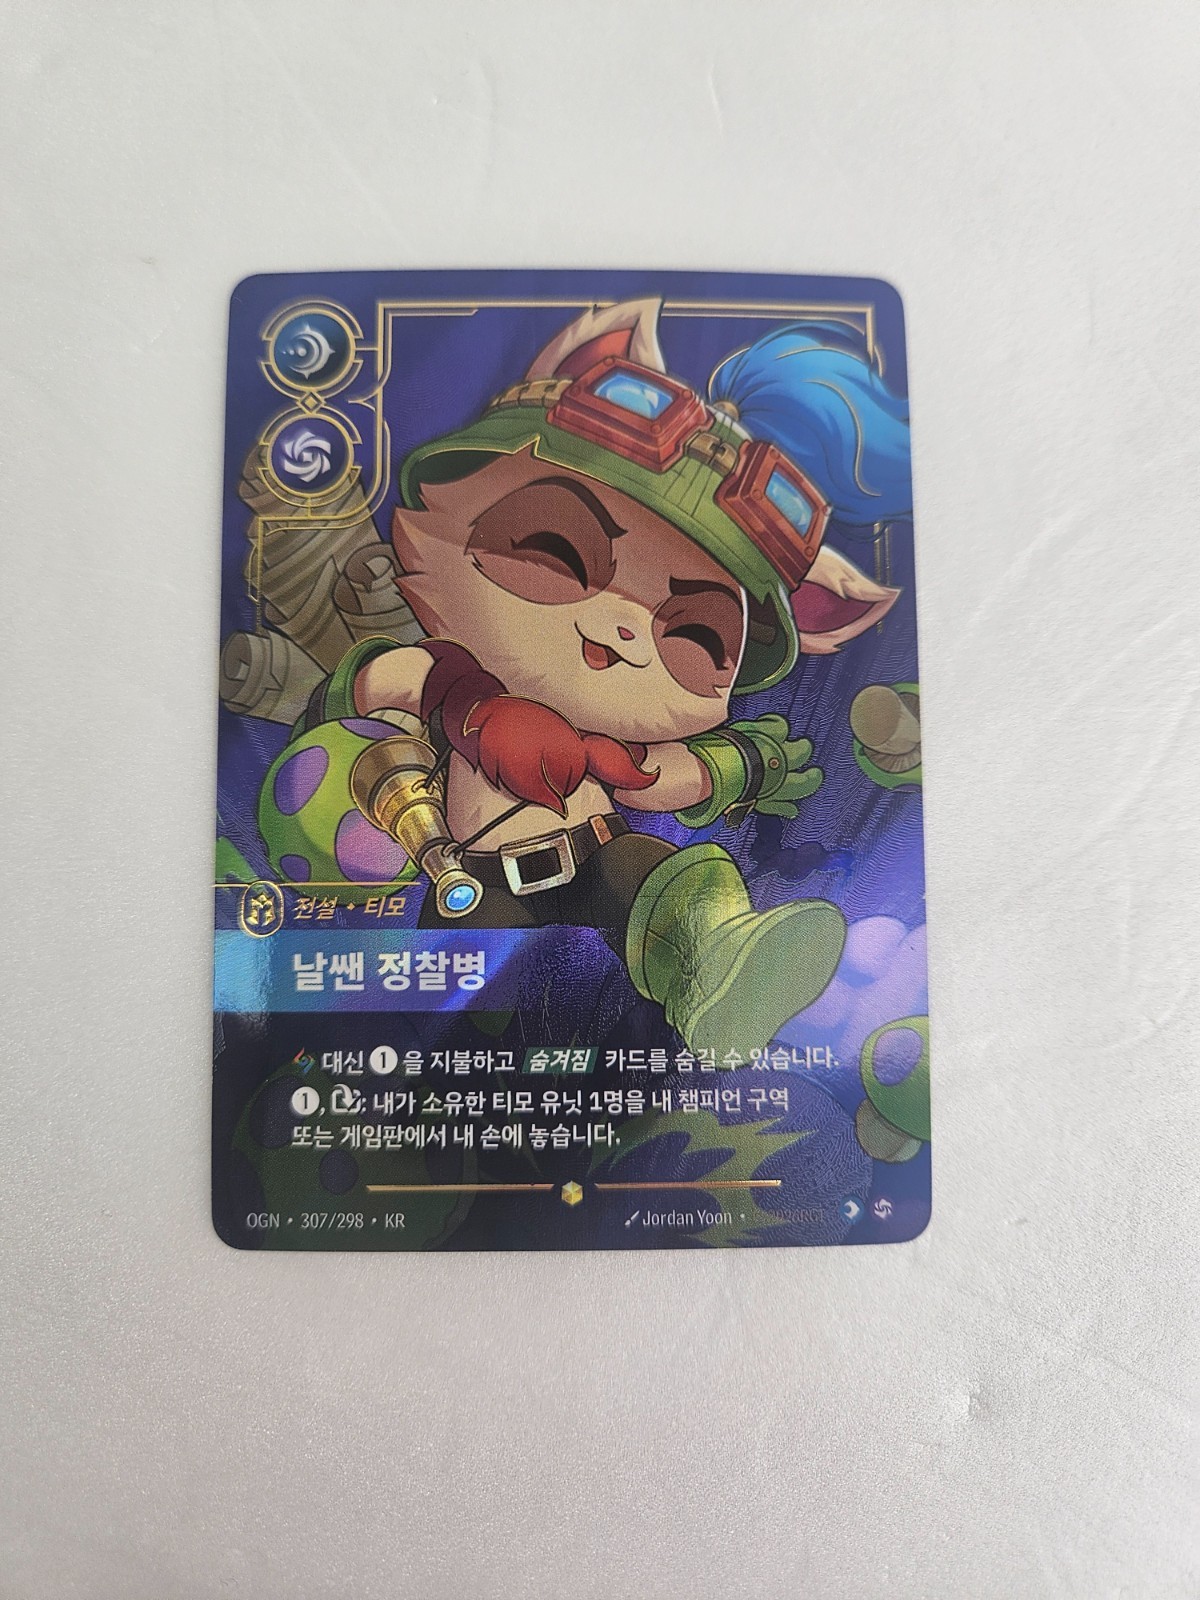 전설 • 티모
날쌘 정찰병
대신 1 을 지불하고 숨겨짐 카드를 숨길 수 있습니다.
1, : 내가 소유한 티모 유닛 1명을 내 챔피언 구역
또는 게임판에서 내 손에 놓습니다.
OGN • 307/298 • KR
Jordan Yoon •